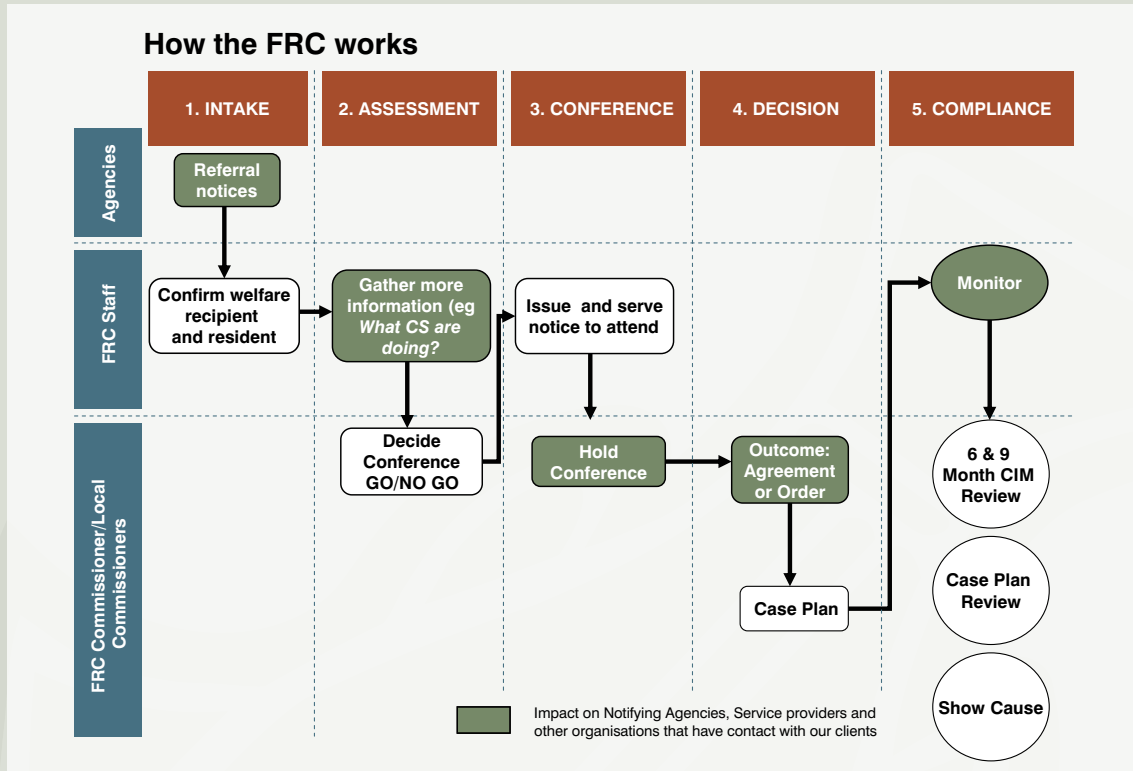 How the FRC works
1. INTAKE
2. ASSESSMENT
3. CONFERENCE
4. DECISION
5. COMPLIANCE
Agencies
Referral
notices
FRC Staff
Confirm welfare
recipient
and resident
Gather more
information (eg
What CS are
doing?
Issue and serve
notice to attend
Monitor
FRC Commissioner/Local
Commissioners
Decide
Conference
GO/NO GO
Hold
Conference
Outcome:
Agreement
or Order
Case Plan
6 & 9
Month CIM
Review
Case Plan
Review
Show Cause
Impact on Notifying Agencies, Service providers and
other organisations that have contact with our clients